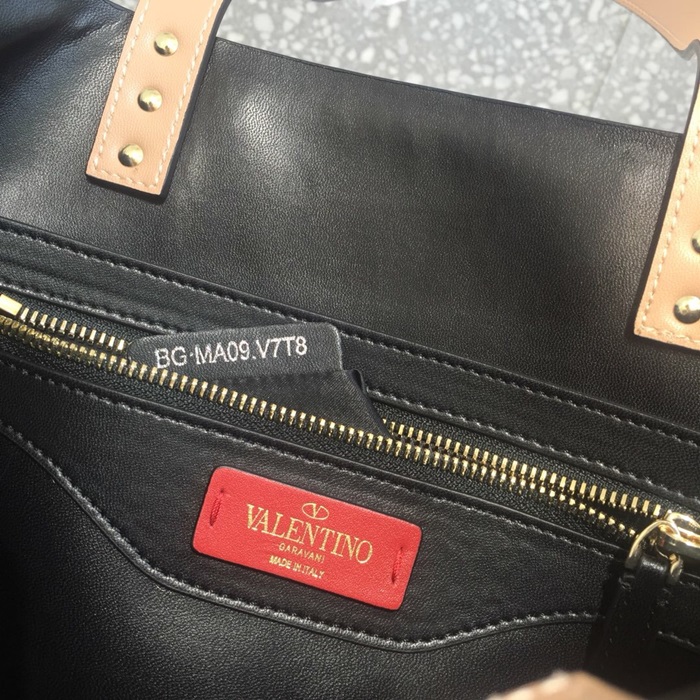 BG-MA09.V7T8
V
VALENTINO
GARAVANI
MADE IN ITALY